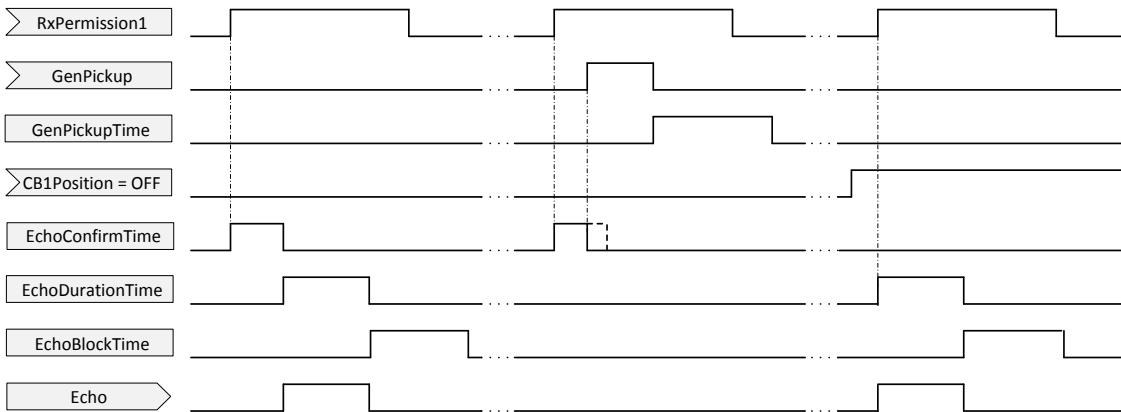 RxPermission1
GenPickup
GenPickupTime
CB1Position = OFF
EchoConfirmTime
EchoDurationTime
EchoBlockTime
Echo